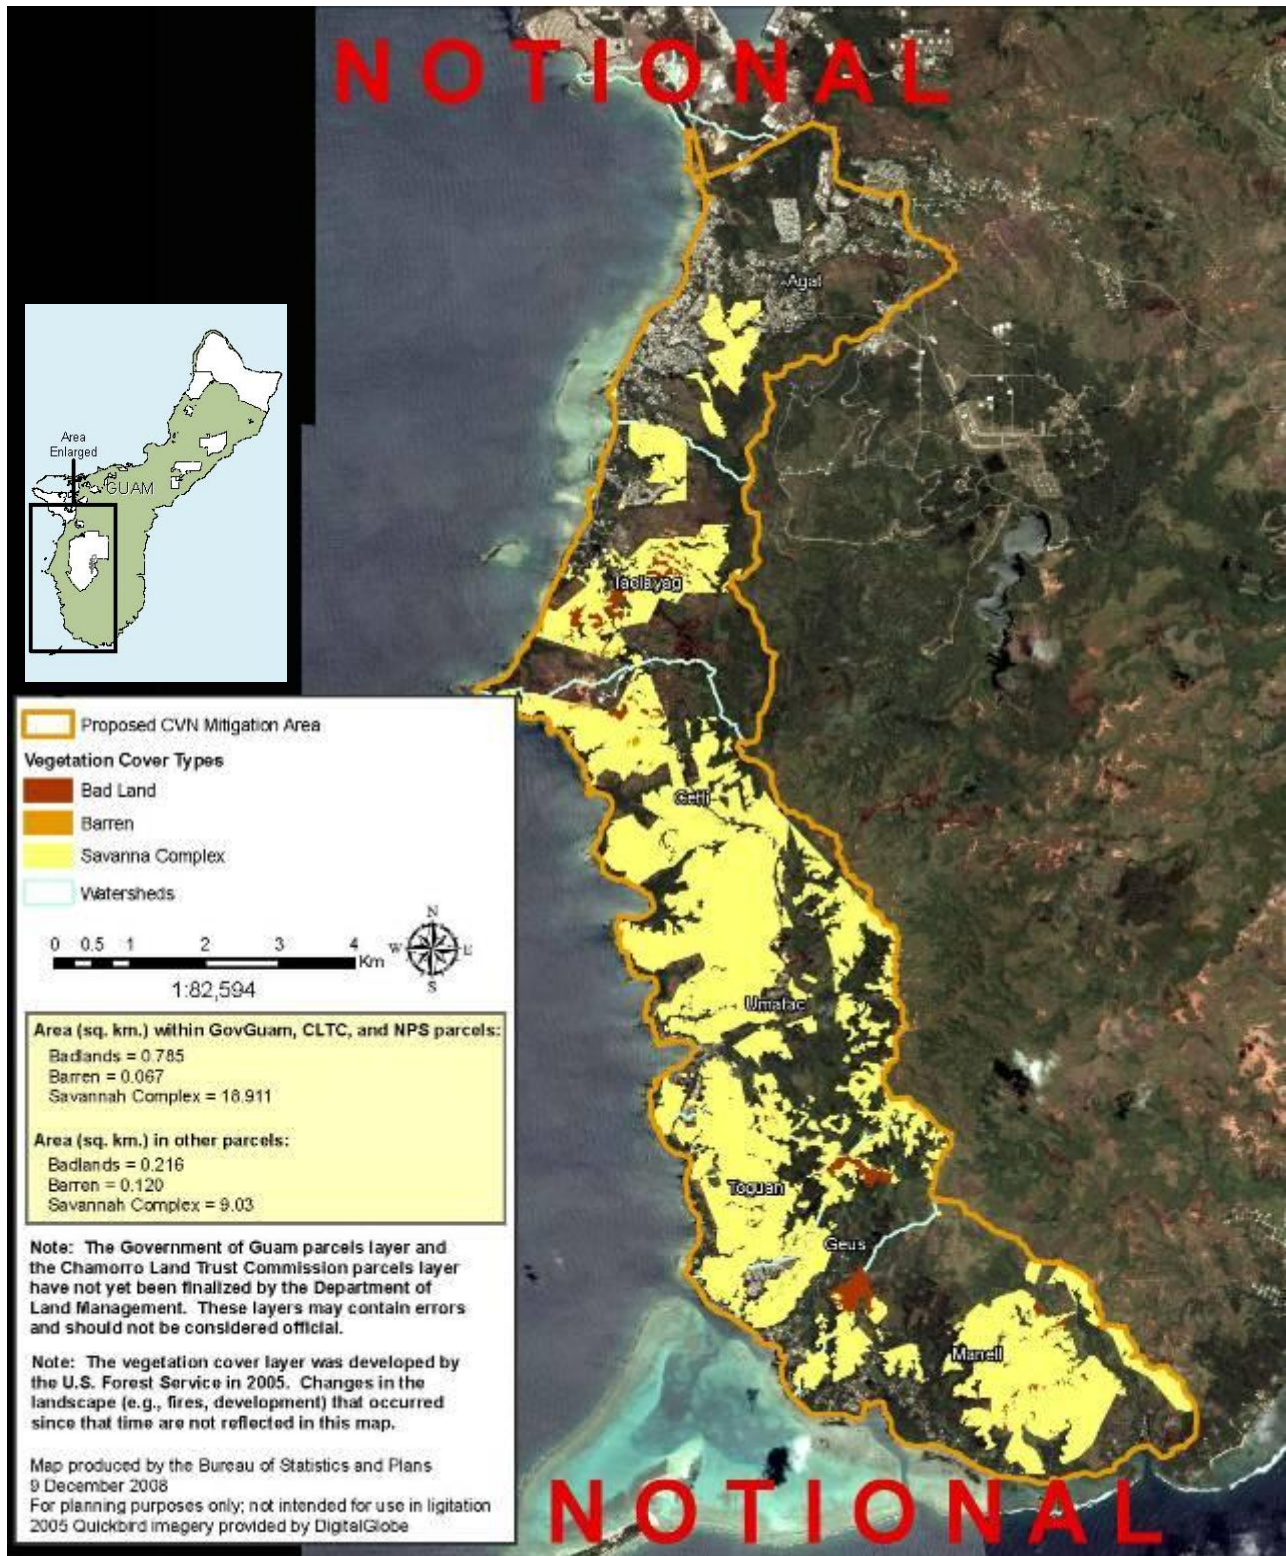 NOTIONAL
Agat
Area
Enlarged
GUAM
Taelayag
Proposed CVN Mitigation Area
Vegetation Cover Types
Bad Land
Barren
Savanna Complex
Watersheds
Cetti
N
W E
S
0 0.5 1 2 3 4
Km
1:82,594
Umatac
Area (sq. km.) within GovGuam, CLTC, and NPS parcels:
Badlands = 0.785
Barren = 0.067
Savannah Complex = 18.911
Area (sq. km.) in other parcels:
Badlands = 0.216
Barren = 0.120
Savannah Complex = 9.03
Toguan
Geus
Note: The Government of Guam parcels layer and
the Chamorro Land Trust Commission parcels layer
have not yet been finalized by the Department of
Land Management. These layers may contain errors
and should not be considered official.
Manell
Note: The vegetation cover layer was developed by
the U.S. Forest Service in 2005. Changes in the
landscape (e.g., fires, development) that occurred
since that time are not reflected in this map.
Map produced by the Bureau of Statistics and Plans
9 December 2008
For planning purposes only; not intended for use in ligitation
2005 Quickbird imagery provided by DigitalGlobe
NOTIONAL